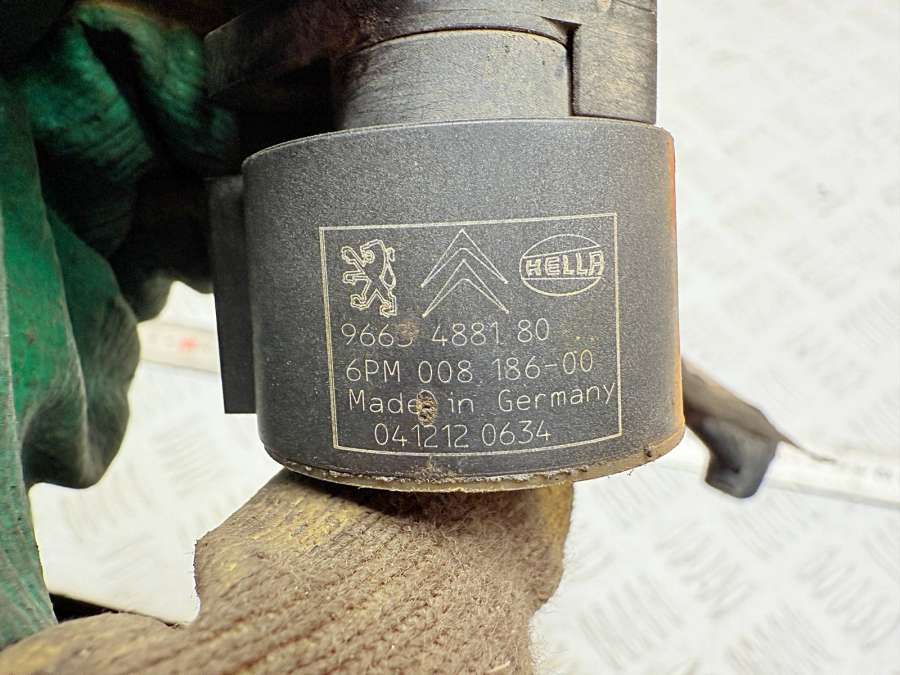 HELLA
9663 4881 80
6PM 008 186-00
Made in Germany
041212 0634